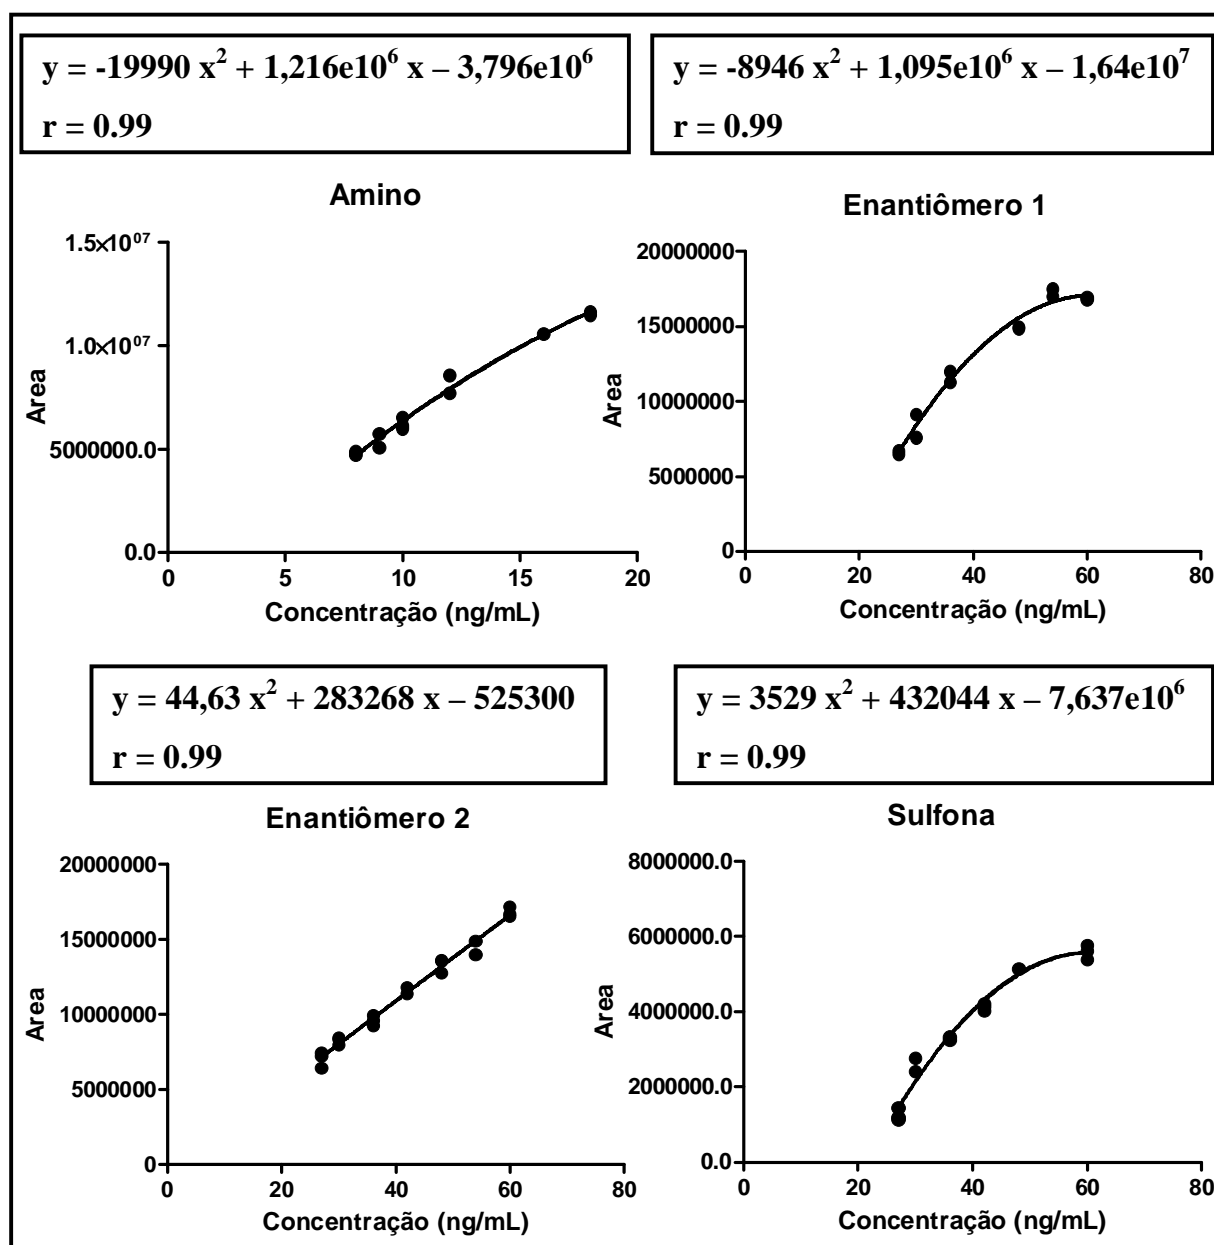 y = -19990 x² + 1,216e10⁶ x – 3,796e10⁶
r = 0.99
y = -8946 x² + 1,095e10⁶ x – 1,64e10⁷
r = 0.99
Amino
1.5×10⁰⁷
1.0×10⁰⁷
5000000.0
0.0
Area
0 5 10 15 20
Concentração (ng/mL)
Enantiômero 1
20000000
15000000
10000000
5000000
0
Area
0 20 40 60 80
Concentração (ng/mL)
y = 44,63 x² + 283268 x – 525300
r = 0.99
y = 3529 x² + 432044 x – 7,637e10⁶
r = 0.99
Enantiômero 2
20000000
15000000
10000000
5000000
0
Area
0 20 40 60 80
Concentração (ng/mL)
Sulfona
8000000.0
6000000.0
4000000.0
2000000.0
0.0
Area
0 20 40 60 80
Concentração (ng/mL)